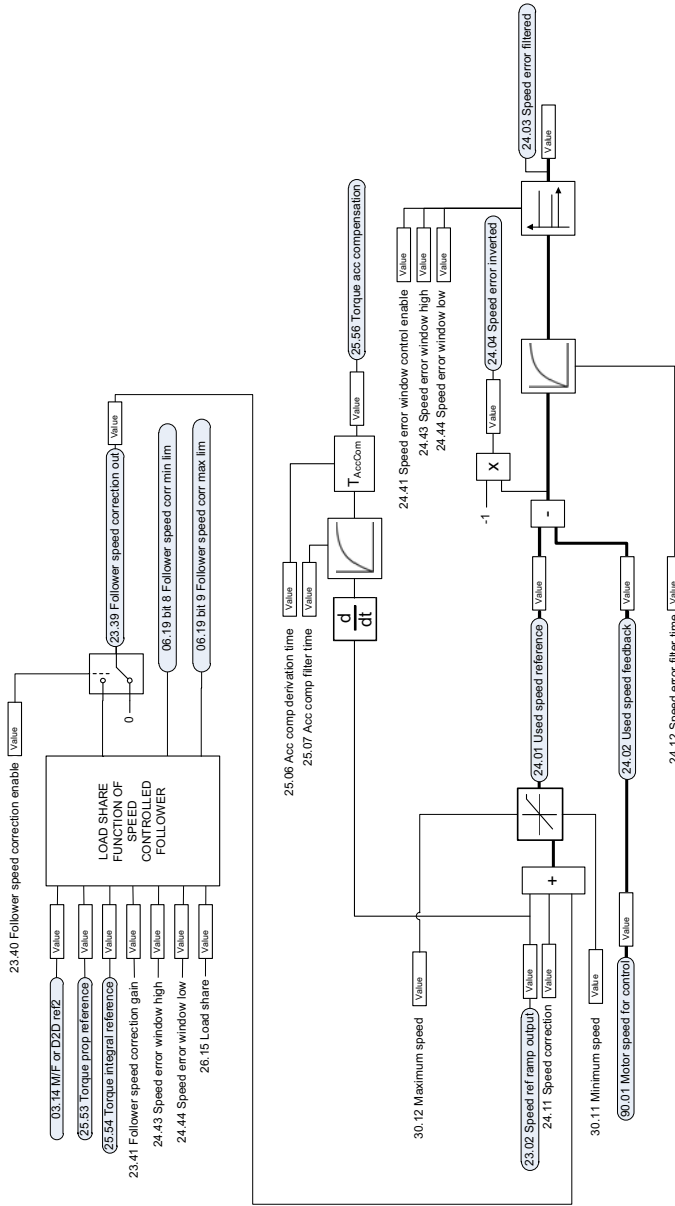 23.40 Follower speed correction enable
Value
03.14 M/F or D2D ref2
Value
25.53 Torque prop reference
Value
25.54 Torque integral reference
Value
23.41 Follower speed correction gain
Value
24.43 Speed error window high
Value
24.44 Speed error window low
Value
26.15 Load share
Value
LOAD SHARE
FUNCTION OF
SPEED
CONTROLLED
FOLLOWER
0
23.39 Follower speed correction out
Value
06.19 bit 8 Follower speed corr min lim
06.19 bit 9 Follower speed corr max lim
25.06 Acc comp derivation time
Value
25.07 Acc comp filter time
Value
d
dt
TAccCom
Value
25.56 Torque acc compensation
30.12 Maximum speed
Value
23.02 Speed ref ramp output
Value
24.11 Speed correction
Value
+
30.11 Minimum speed
Value
90.01 Motor speed for control
Value
24.01 Used speed reference
Value
24.02 Used speed feedback
Value
-
-1
X
Value
24.04 Speed error inverted
24.41 Speed error window control enable
Value
24.43 Speed error window high
Value
24.44 Speed error window low
Value
24.12 Speed error filter time
Value
24.03 Speed error filtered
Value